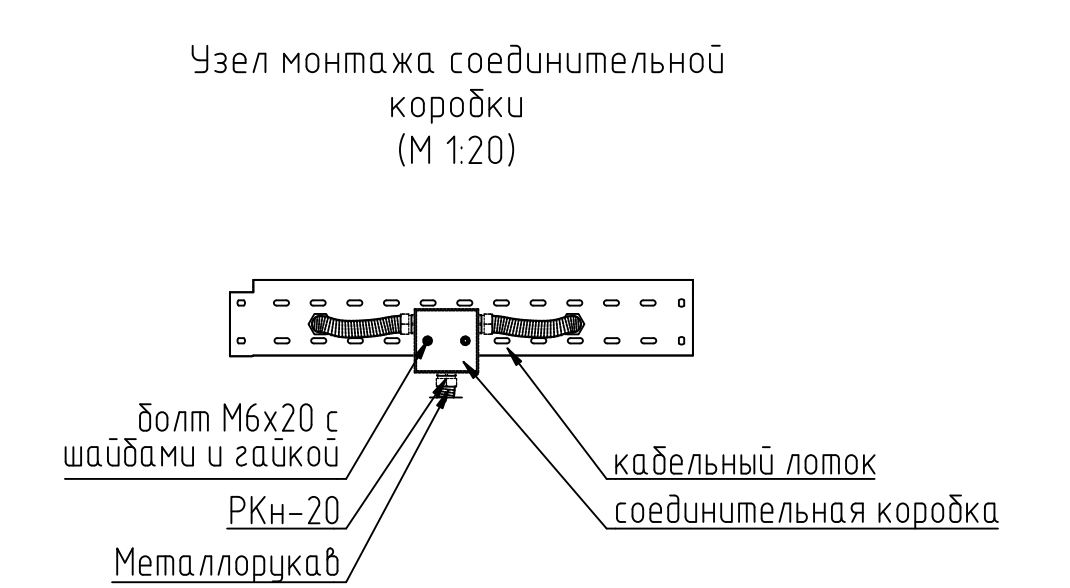 Узел монтажа соединительной
коробки
(М 1:20)
болт М6х20 с
шайбами и гайкой
РКн-20
Металлорукав
кабельный лоток
соединительная коробка